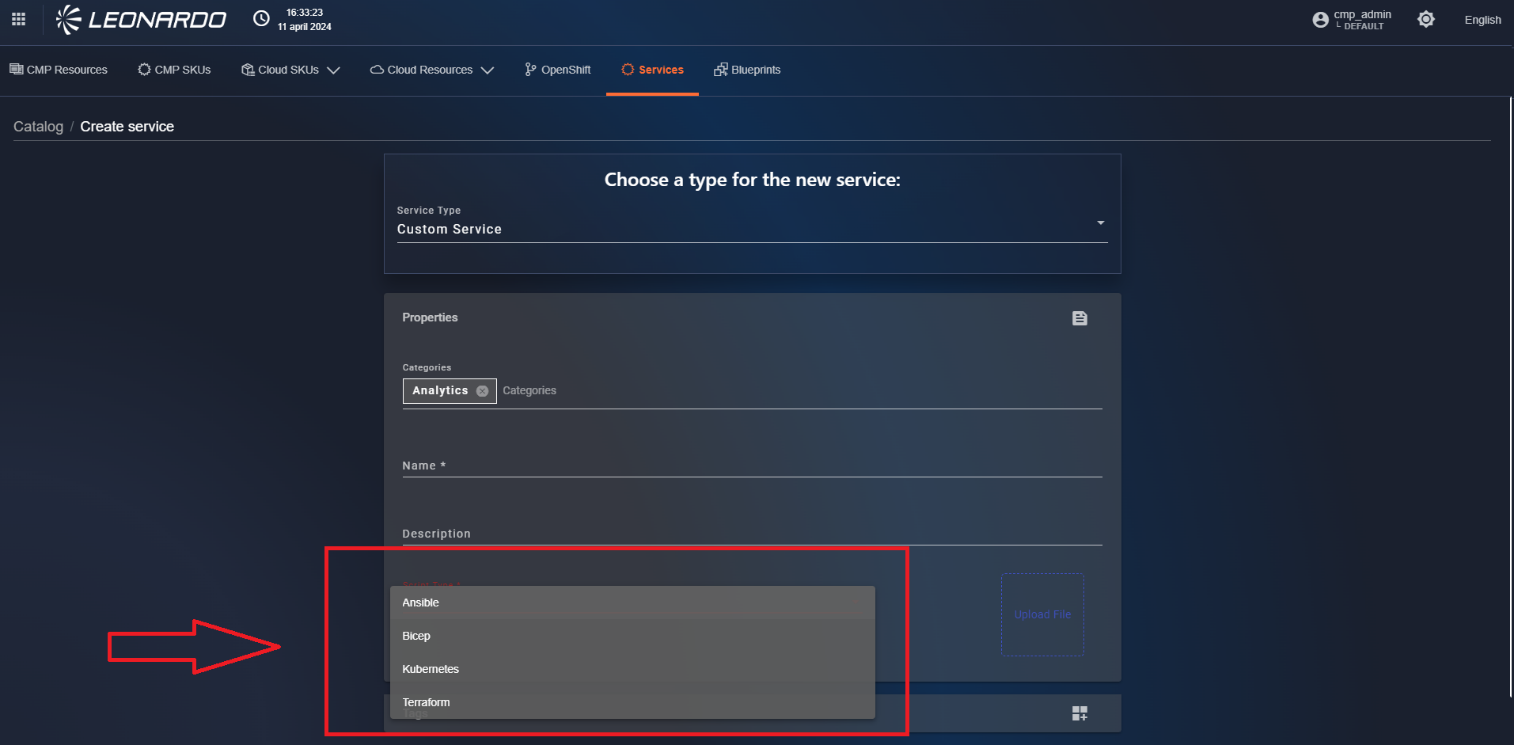 LEONARDO
16:33:23
11 april 2024
cmp_admin
└ DEFAULT
English
CMP Resources
CMP SKUs
Cloud SKUs
Cloud Resources
OpenShift
Services
Blueprints
Catalog / Create service
Choose a type for the new service:
Service Type
Custom Service
Properties
Categories
Analytics
Categories
Name *
Description
Ansible
Bicep
Kubernetes
Terraform
Tags
Upload File